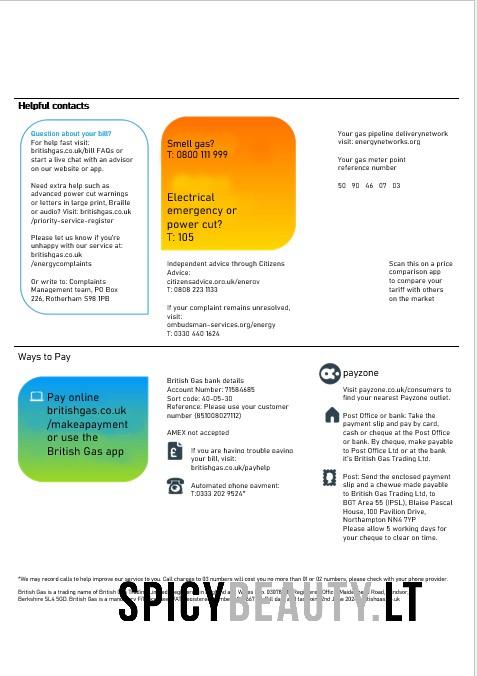 Helpful contacts
Question about your bill?
For help fast visit:
britishgas.co.uk/bill FAQs or
start a live chat with an advisor
on our website or app.
Need extra help such as
advanced power cut warnings
or letters in large print, Braille
or audio? Visit: britishgas.co.uk
/priority-service-register
Please let us know if you're
unhappy with our service at:
britishgas.co.uk
/energycomplaints
Or write to: Complaints
Management team, PO Box
226, Rotherham S98 1PB
Smell gas?
T: 0800 111 999
Electrical
emergency or
power cut?
T: 105
Independent advice through Citizens
Advice:
citizensadvice.org.uk/energy
T: 0808 223 1133
If your complaint remains unresolved,
visit:
ombudsman-services.org/energy
T: 0330 440 1624
Your gas pipeline deliverynetwork
visit: energynetworks.org
Your gas meter point
reference number
50 90 46 07 03
Scan this on a price
comparison app
to compare your
tariff with others
on the market
Ways to Pay
Pay online
britishgas.co.uk
/makeapayment
or use the
British Gas app
British Gas bank details
Account Number: 71584685
Sort code: 40-05-30
Reference: Please use your customer
number (851008027112)
AMEX not accepted
If you are having trouble paying
your bill, visit:
britishgas.co.uk/payhelp
Automated phone payment:
T:0333 202 9524*
payzone
Visit payzone.co.uk/consumers to
find your nearest Payzone outlet.
Post Office or bank: Take the
payment slip and pay by card,
cash or cheque at the Post Office
or bank. By cheque, make payable
to Post Office Ltd or at the bank
it's British Gas Trading Ltd.
Post: Send the enclosed payment
slip and a chewue made payable
to British Gas Trading Ltd, to
BGT Area 55 (IPSL), Blaise Pascal
House, 100 Pavilion Drive,
Northampton NN4 7YP
Please allow 5 working days for
your cheque to clear on time.
*We may record calls to help improve our service to you. Call charges to 03 numbers will cost you no more than 01 or 02 numbers, please check with your phone provider.
British Gas is a trading name of British
Berkshire SL4 5GD. British Gas is a
SPICYBEAUTY.LT